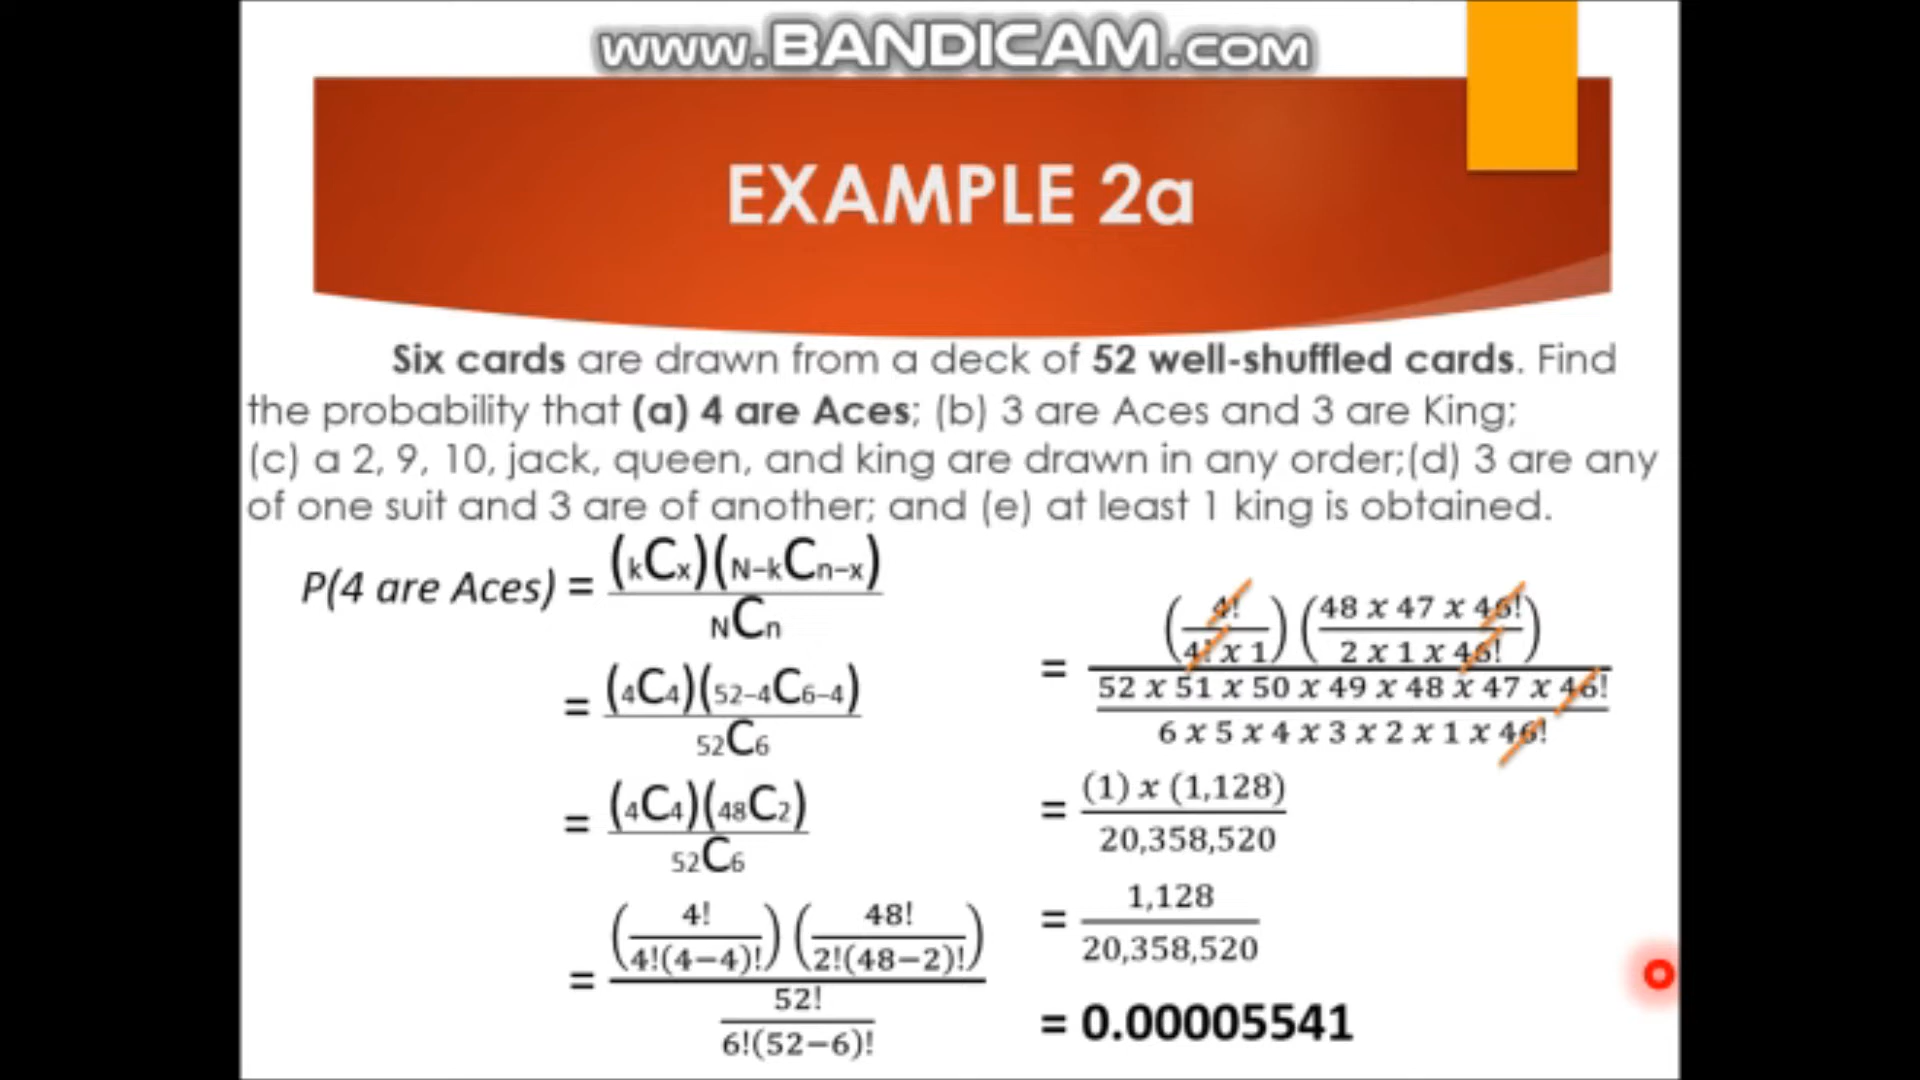 www.BANDICAM.COM
EXAMPLE 2a
Six cards are drawn from a deck of 52 well-shuffled cards. Find
the probability that (a) 4 are Aces; (b) 3 are Aces and 3 are King;
(c) a 2, 9, 10, jack, queen, and king are drawn in any order;(d) 3 are any
of one suit and 3 are of another; and (e) at least 1 king is obtained.
P(4 are Aces) = (kCx)(N−kCn−x)
NCn
= (4C4)(52−4C6−4)
52C6
= (4C4)(48C2)
52C6
= (4!/4!(4−4)!) (48!/2!(48−2)!)
52!/6!(52−6)!
= (4!/4! x 1) (48 x 47 x 46!/2 x 1 x 46!)
52 x 51 x 50 x 49 x 48 x 47 x 46!
6 x 5 x 4 x 3 x 2 x 1 x 46!
= (1) x (1,128)
20,358,520
= 1,128
20,358,520
= 0.00005541